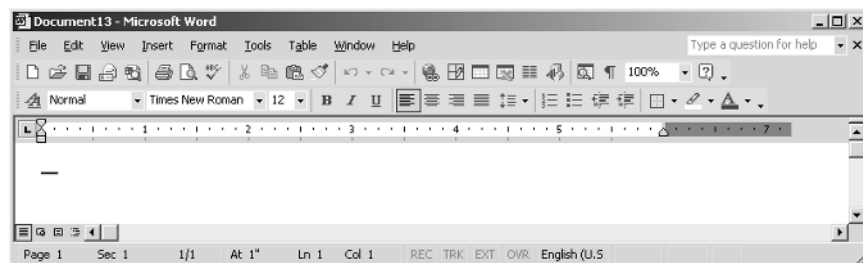 Document13 - Microsoft Word
File Edit View Insert Format Tools Table Window Help Type a question for help
100%
Normal Times New Roman 12 B I U A
L 1 2 3 4 5 7
Page 1 Sec 1 1/1 At 1" Ln 1 Col 1 REC TRK EXT OVR English (U.S